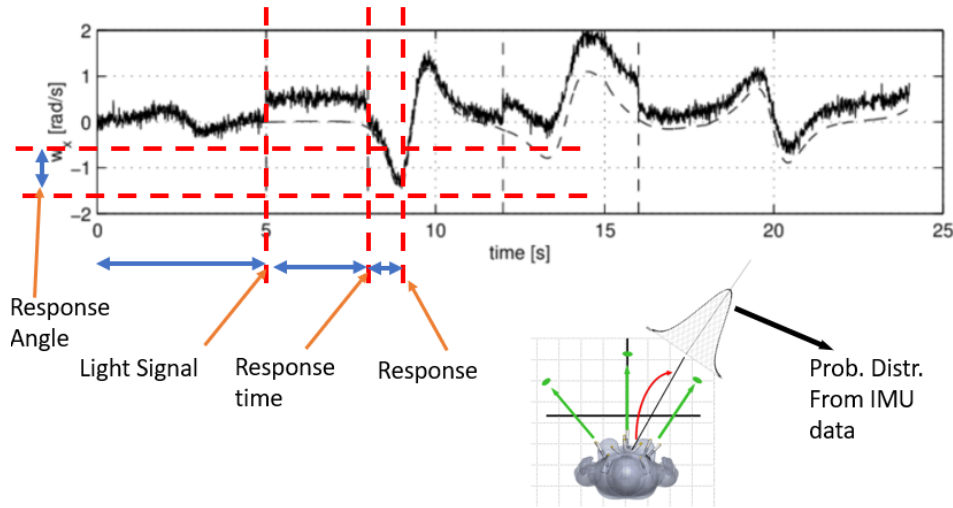 2
1
0
-1
-2
w_x [rad/s]
0
5
10
15
20
25
time [s]
Response
Angle
Light Signal
Response
time
Response
Prob. Distr.
From IMU
data